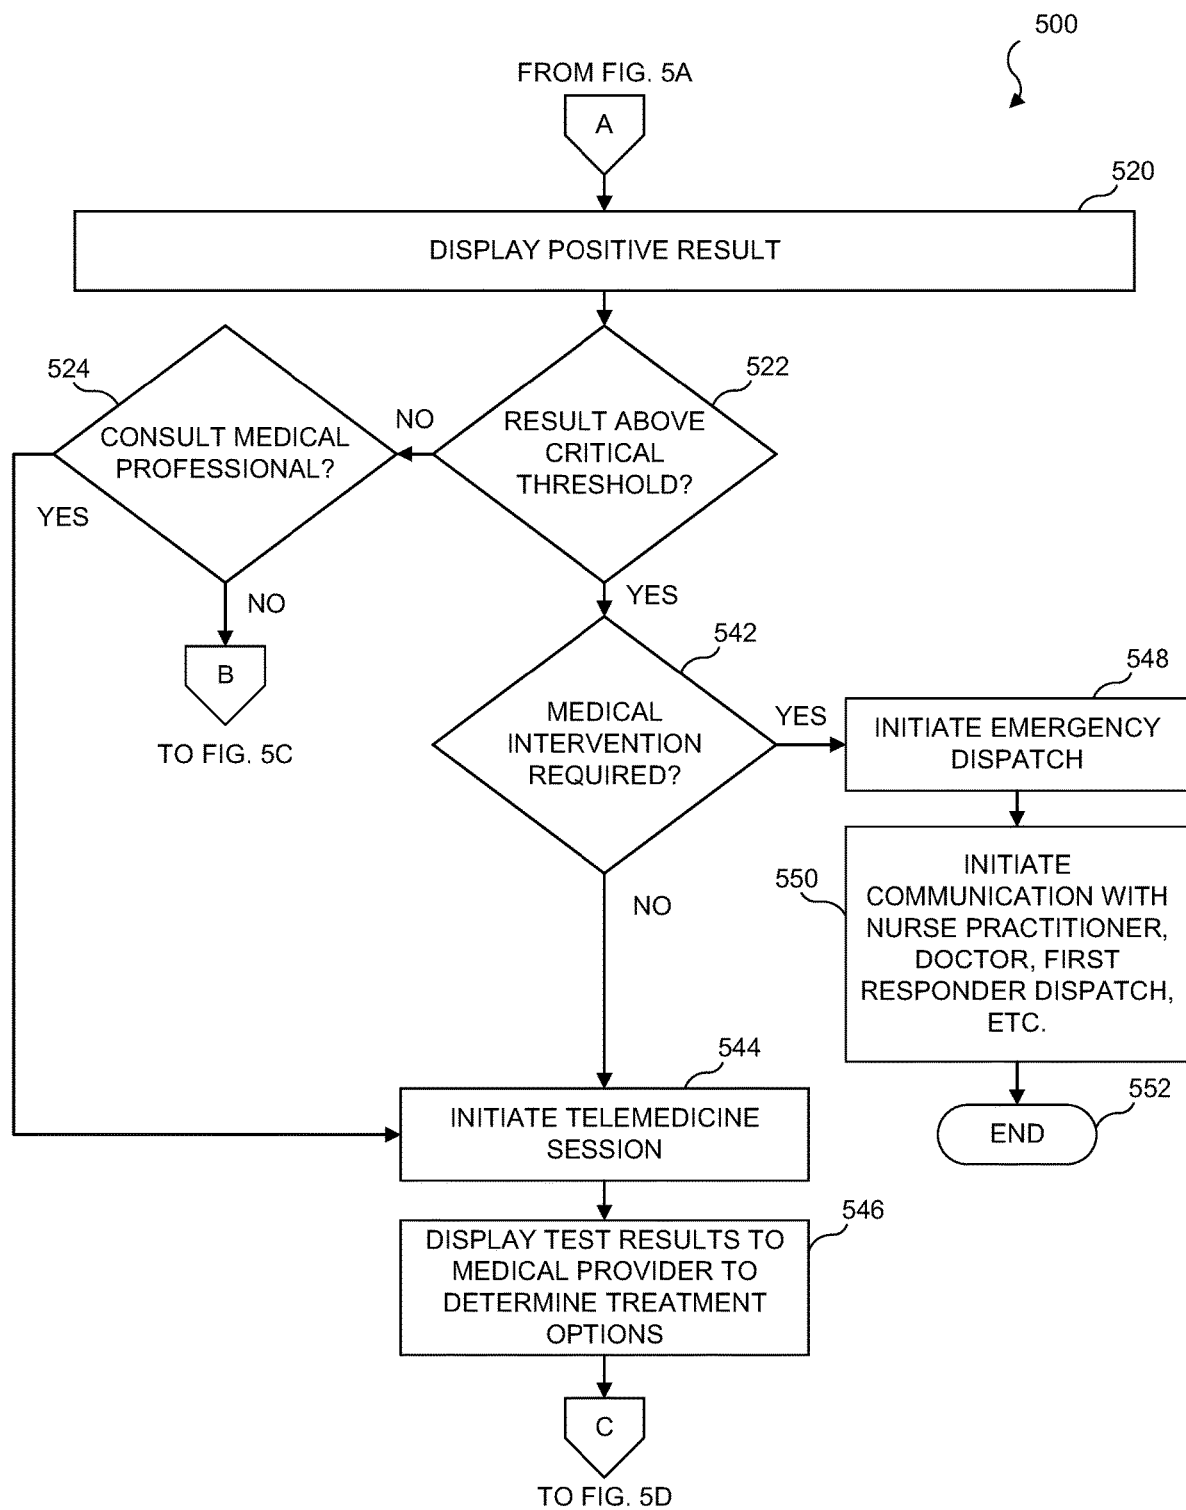 500
FROM FIG. 5A
A
520
DISPLAY POSITIVE RESULT
524
CONSULT MEDICAL
PROFESSIONAL?
YES
NO
NO
522
RESULT ABOVE
CRITICAL
THRESHOLD?
YES
B
TO FIG. 5C
542
MEDICAL
INTERVENTION
REQUIRED?
YES
NO
548
INITIATE EMERGENCY
DISPATCH
550
INITIATE
COMMUNICATION WITH
NURSE PRACTITIONER,
DOCTOR, FIRST
RESPONDER DISPATCH,
ETC.
552
END
544
INITIATE TELEMEDICINE
SESSION
546
DISPLAY TEST RESULTS TO
MEDICAL PROVIDER TO
DETERMINE TREATMENT
OPTIONS
C
TO FIG. 5D